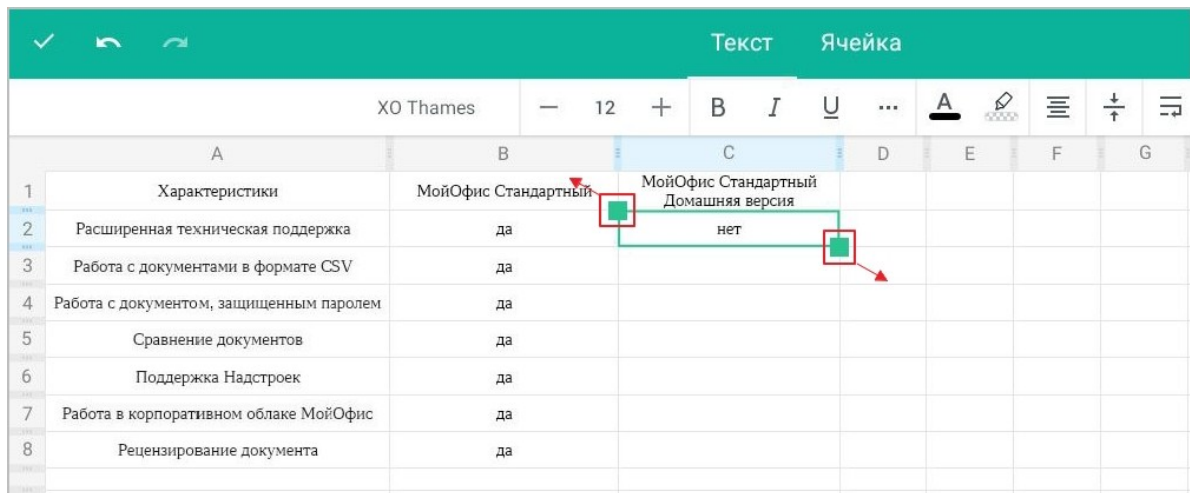 Текст Ячейка
XO Thames — 12 + B I U ... A
A B C D E F G
1 Характеристики МойОфис Стандартный МойОфис Стандартный
Домашняя версия
2 Расширенная техническая поддержка да нет
3 Работа с документами в формате CSV да
4 Работа с документом, защищенным паролем да
5 Сравнение документов да
6 Поддержка Надстроек да
7 Работа в корпоративном облаке МойОфис да
8 Рецензирование документа да